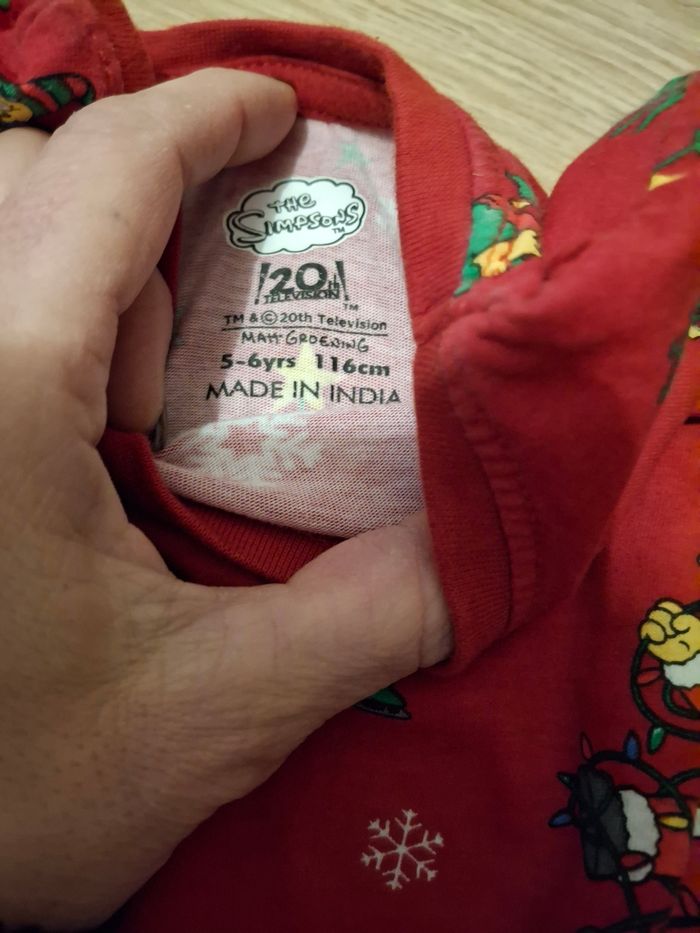 THE
SIMPSONS
TM
20th
TELEVISION TM
TM & © 20th Television
MATT GROENING
5-6yrs 116cm
MADE IN INDIA